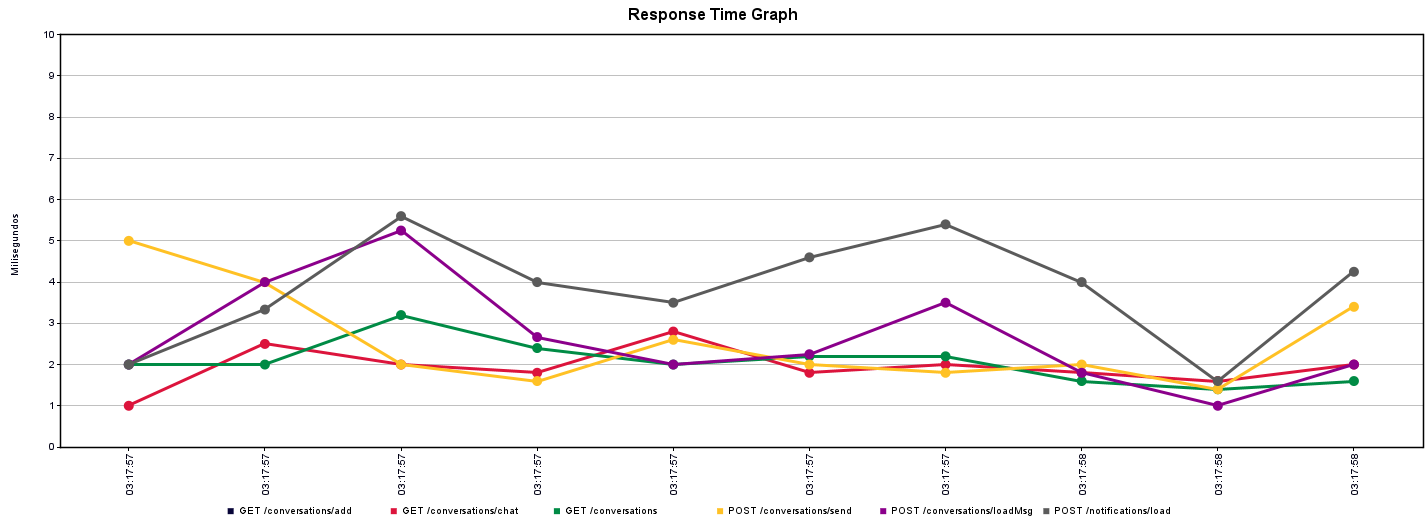 Response Time Graph
10
9
8
7
6
5
4
3
2
1
0
Milisegundos
03:17:57 03:17:57 03:17:57 03:17:57 03:17:57 03:17:57 03:17:57 03:17:58 03:17:58 03:17:58
GET /conversations/add GET /conversations/chat GET /conversations POST /conversations/send POST /conversations/loadMsg POST /notifications/load